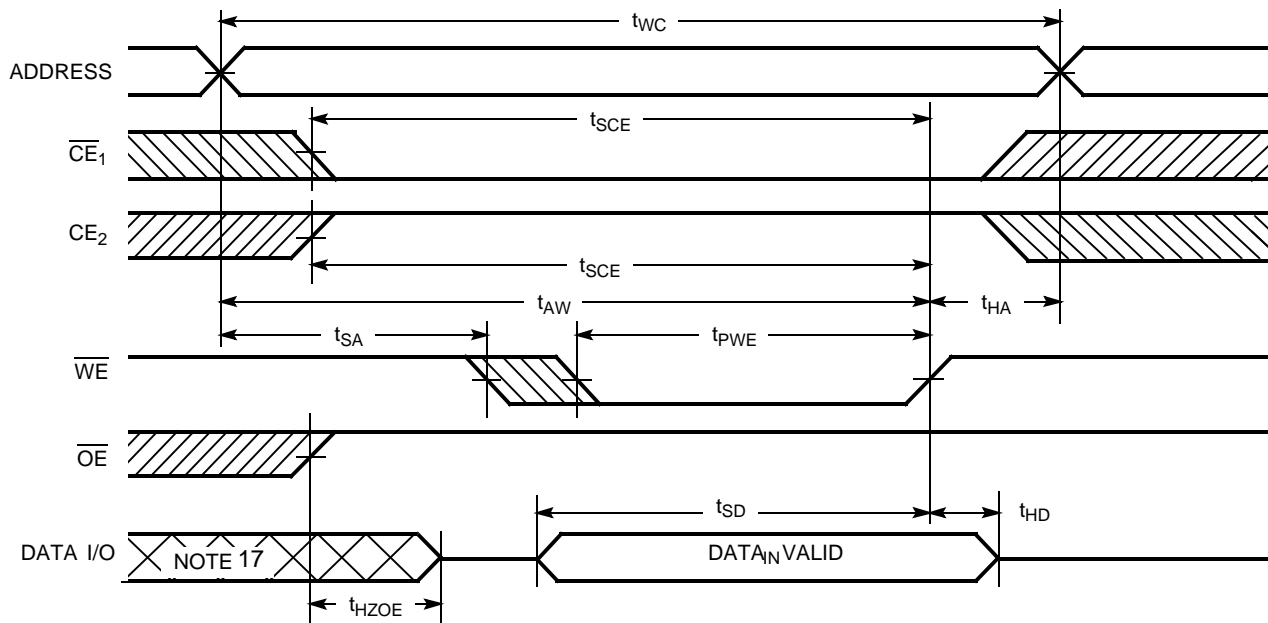 tWC
ADDRESS
tSCE
CE1
CE2
tSCE
tAW
tHA
tSA
tPWE
WE
OE
tSD
tHD
DATA I/O
NOTE 17
DATAIN VALID
tHZOE